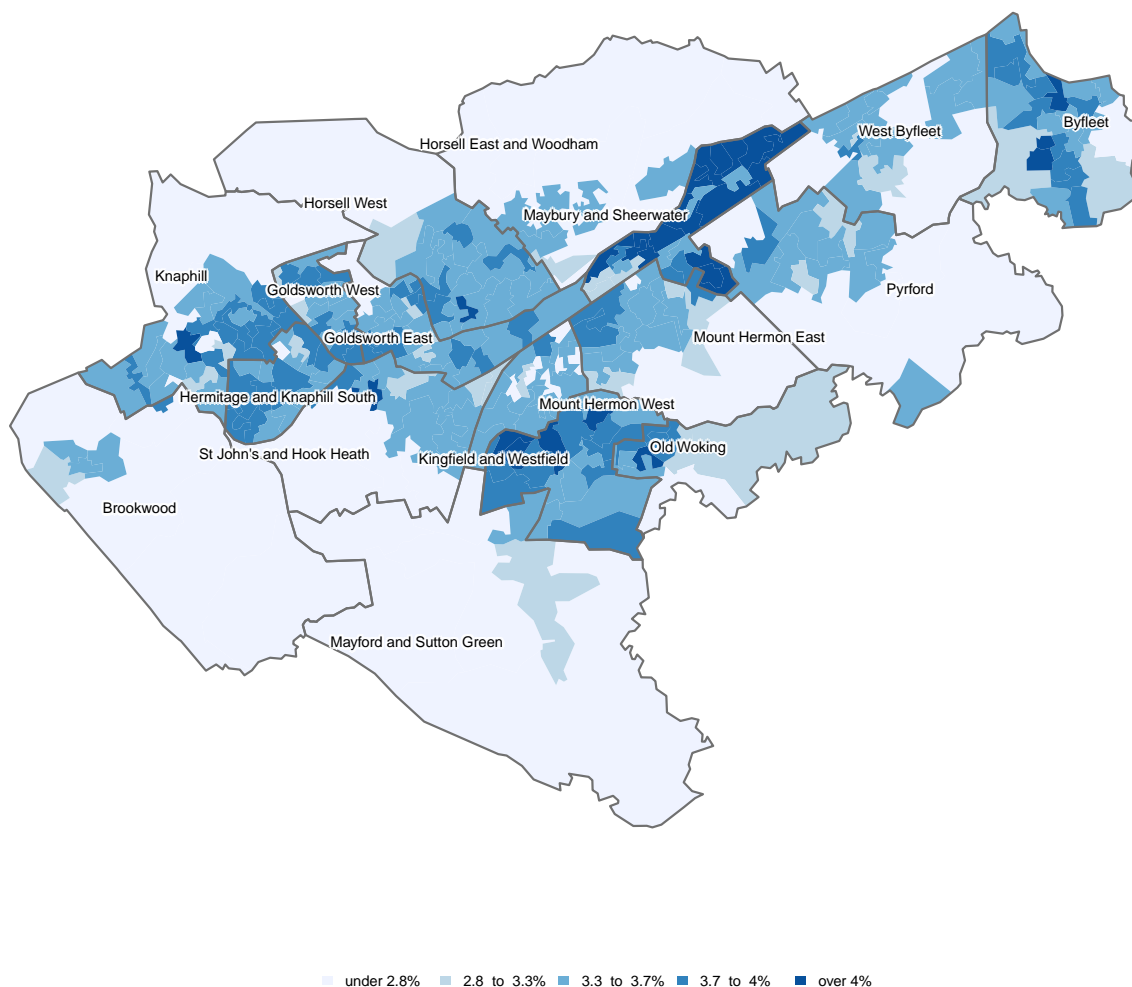 Byfleet
West Byfleet
Horsell East and Woodham
Horsell West
Maybury and Sheerwater
Knaphill
Goldsworth West
Pyrford
Goldsworth East
Mount Hermon East
Hermitage and Knaphill South
Mount Hermon West
Old Woking
St John's and Hook Heath
Kingfield and Westfield
Brookwood
Mayford and Sutton Green
under 2.8% 2.8 to 3.3% 3.3 to 3.7% 3.7 to 4% over 4%